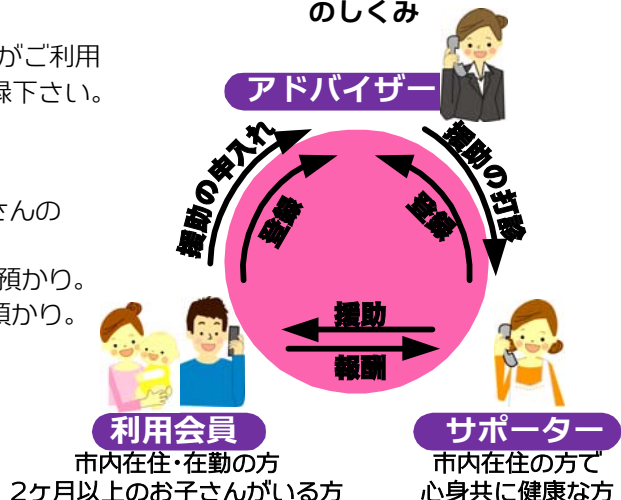 のしくみ
がご利用
録下さい。
アドバイザー
援助の申入れ
登録
登録
援助の打診
さんの
預かり。
預かり。
援助
報酬
利用会員
市内在住・在勤の方
2ヶ月以上のお子さんがいる方
サポーター
市内在住の方で
心身共に健康な方